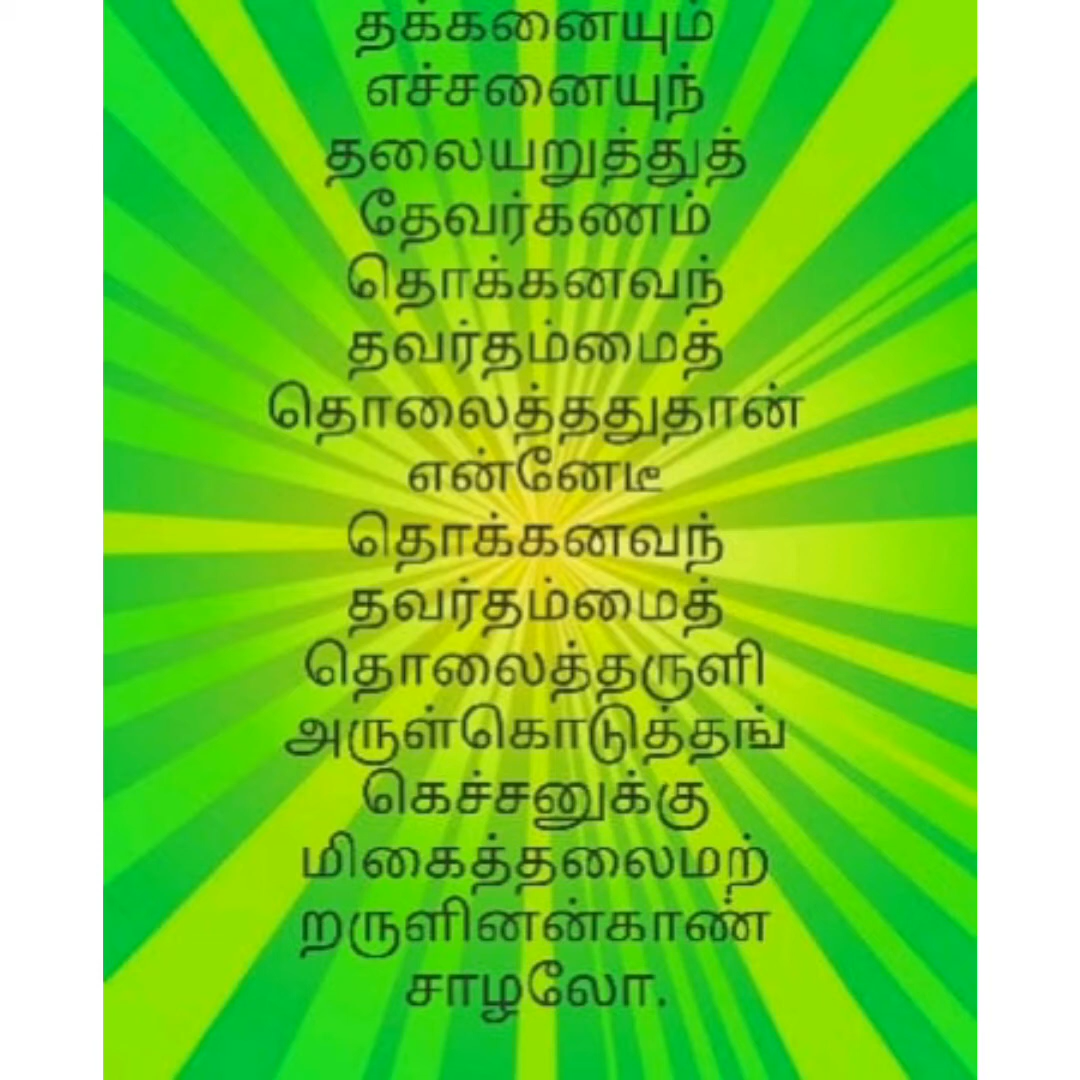 தக்கனையும்
எச்சனையுந்
தலையறுத்துத்
தேவர்கணம்
தொக்கனவந்
தவர்தம்மைத்
தொலைத்ததுதான்
என்னேடீ
தொக்கனவந்
தவர்தம்மைத்
தொலைத்தருளி
அருள்கொடுத்தங்
கெச்சனுக்கு
மிகைத்தலைமற்
றருளினன்காண்
சாழலோ.